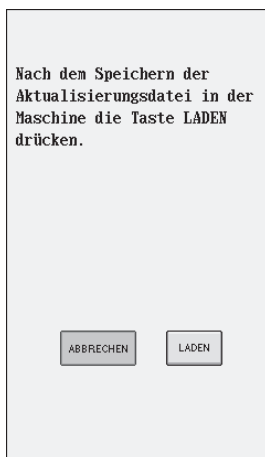 Nach dem Speichern der
Aktualisierungsdatei in der
Maschine die Taste LADEN
drücken.
ABBRECHEN LADEN